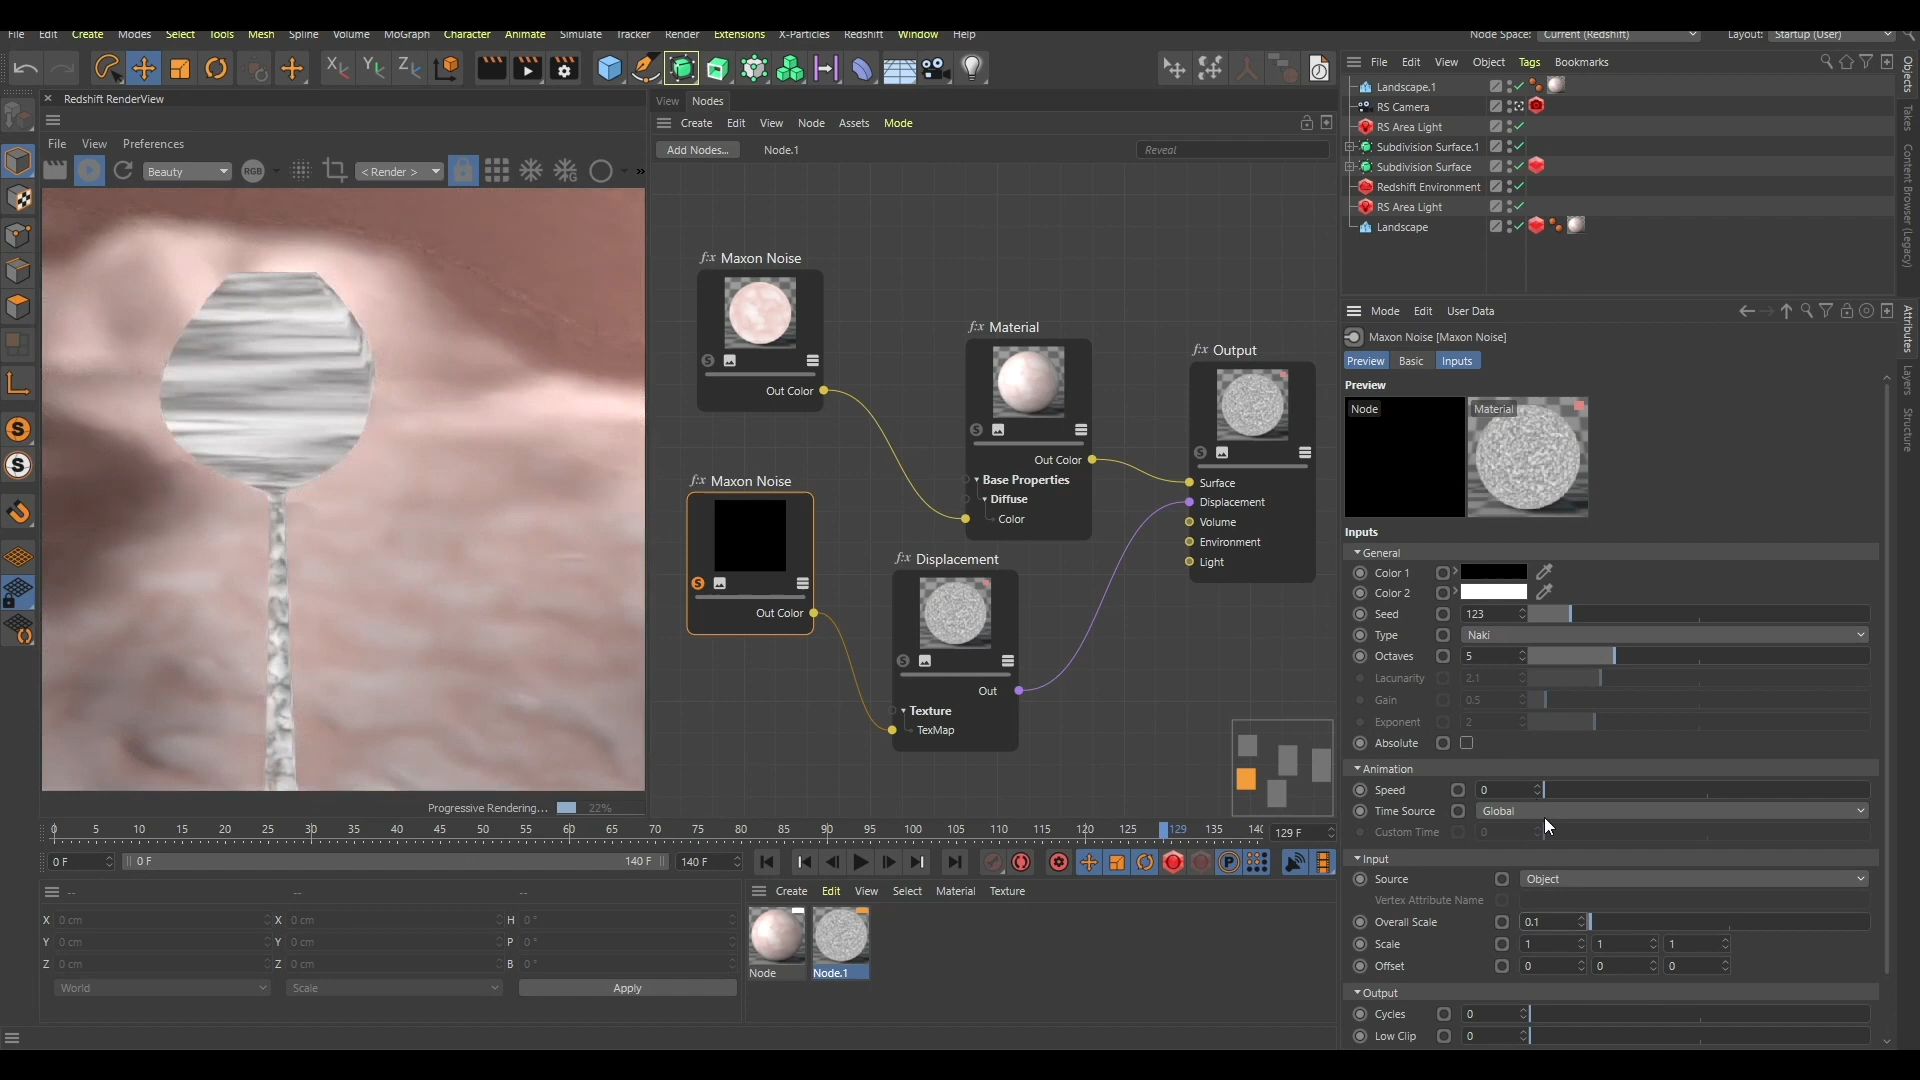 File Edit Create Modes Select Tools Mesh Spline Volume MoGraph Character Animate Simulate Tracker Render Extensions X-Particles Redshift Window Help
Node Space: Current (Redshift) Layout: Startup (User)
Redshift RenderView
File View Preferences
Beauty RGB < Render >
View Nodes
Create Edit View Node Assets Mode
Add Nodes... Node.1 Reveal
Maxon Noise
Out Color
Maxon Noise
Out Color
Material
Out Color
Base Properties
Diffuse
Color
Displacement
Out
Texture
TexMap
Output
Surface
Displacement
Volume
Environment
Light
Progressive Rendering... 22%
File Edit View Object Tags Bookmarks
Landscape.1
RS Camera
RS Area Light
Subdivision Surface.1
Subdivision Surface
Redshift Environment
RS Area Light
Landscape
Objects
Takes
Content Browser (Legacy)
Attributes
Layers
Structure
Mode Edit User Data
Maxon Noise [Maxon Noise]
Preview Basic Inputs
Preview
Node Material
Inputs
General
Color 1
Color 2
Seed 123
Type Naki
Octaves 5
Lacunarity 2.1
Gain 0.5
Exponent 2
Absolute
Animation
Speed 0
Time Source Global
Custom Time 0
Input
Source Object
Vertex Attribute Name
Overall Scale 0.1
Scale 1 1 1
Offset 0 0 0
Output
Cycles 0
Low Clip 0
0 5 10 15 20 25 30 35 40 45 50 55 60 65 70 75 80 85 90 95 100 105 110 115 120 125 129 135 140 129 F
0 F 0 F 140 F 140 F
-- -- --
X 0 cm X 0 cm H 0°
Y 0 cm Y 0 cm P 0°
Z 0 cm Z 0 cm B 0°
World Scale Apply
Create Edit View Select Material Texture
Node Node.1